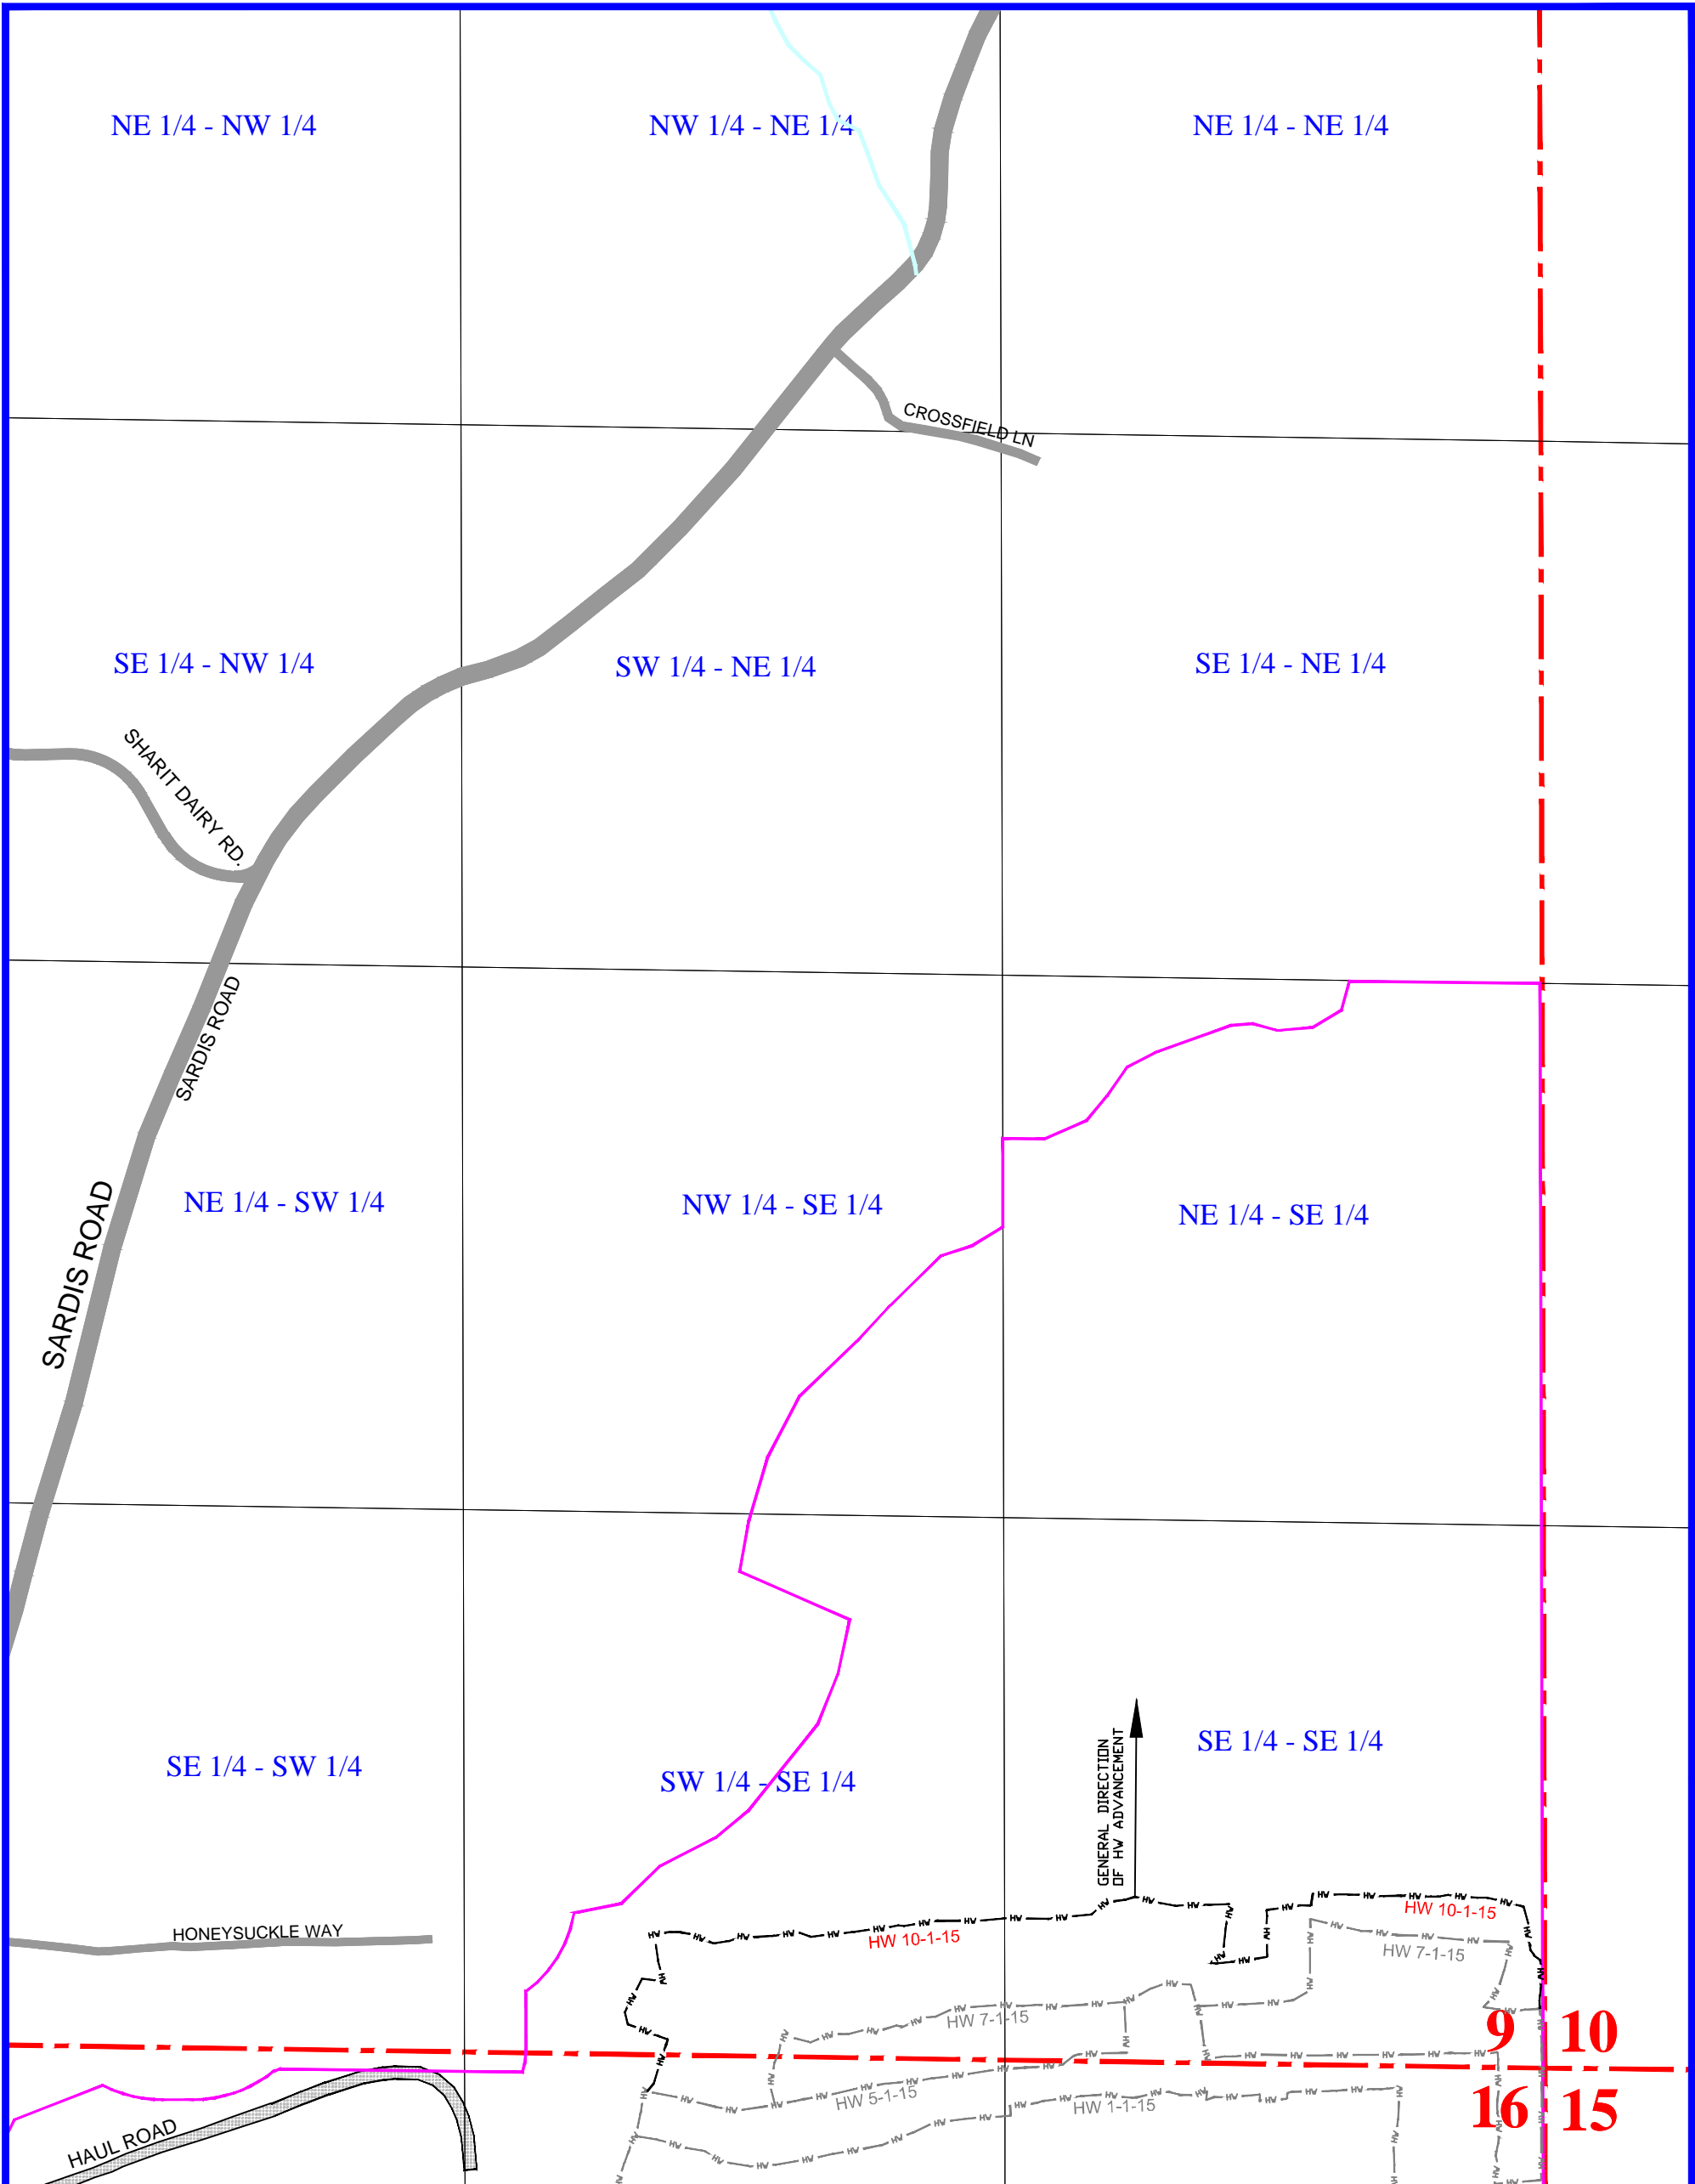 NE 1/4 - NW 1/4
NW 1/4 - NE 1/4
NE 1/4 - NE 1/4
CROSSFIELD LN
SE 1/4 - NW 1/4
SW 1/4 - NE 1/4
SE 1/4 - NE 1/4
SHARIT DAIRY RD.
SARDIS ROAD
SARDIS ROAD
NE 1/4 - SW 1/4
NW 1/4 - SE 1/4
NE 1/4 - SE 1/4
GENERAL DIRECTION
OF HW ADVANCEMENT
SE 1/4 - SE 1/4
SE 1/4 - SW 1/4
SW 1/4 - SE 1/4
HONEYSUCKLE WAY
HW 10-1-15
HW 10-1-15
HW 7-1-15
HW 7-1-15
9 10
HW 5-1-15
HW 1-1-15
16 15
HAUL ROAD